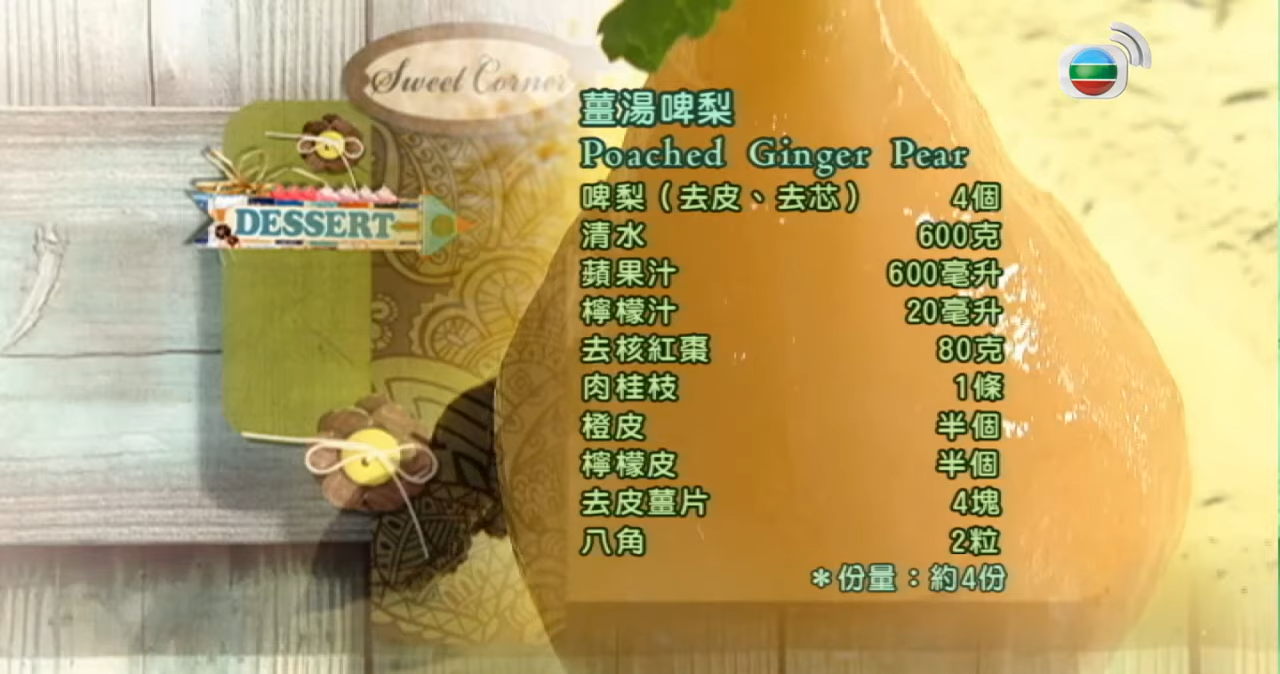 Sweet Corner
DESSERT
薑湯啤梨
Poached Ginger Pear
啤梨（去皮、去芯） 4個
清水 600克
蘋果汁 600毫升
檸檬汁 20毫升
去核紅棗 80克
肉桂枝 1條
橙皮 半個
檸檬皮 半個
去皮薑片 4塊
八角 2粒
*份量：約4份